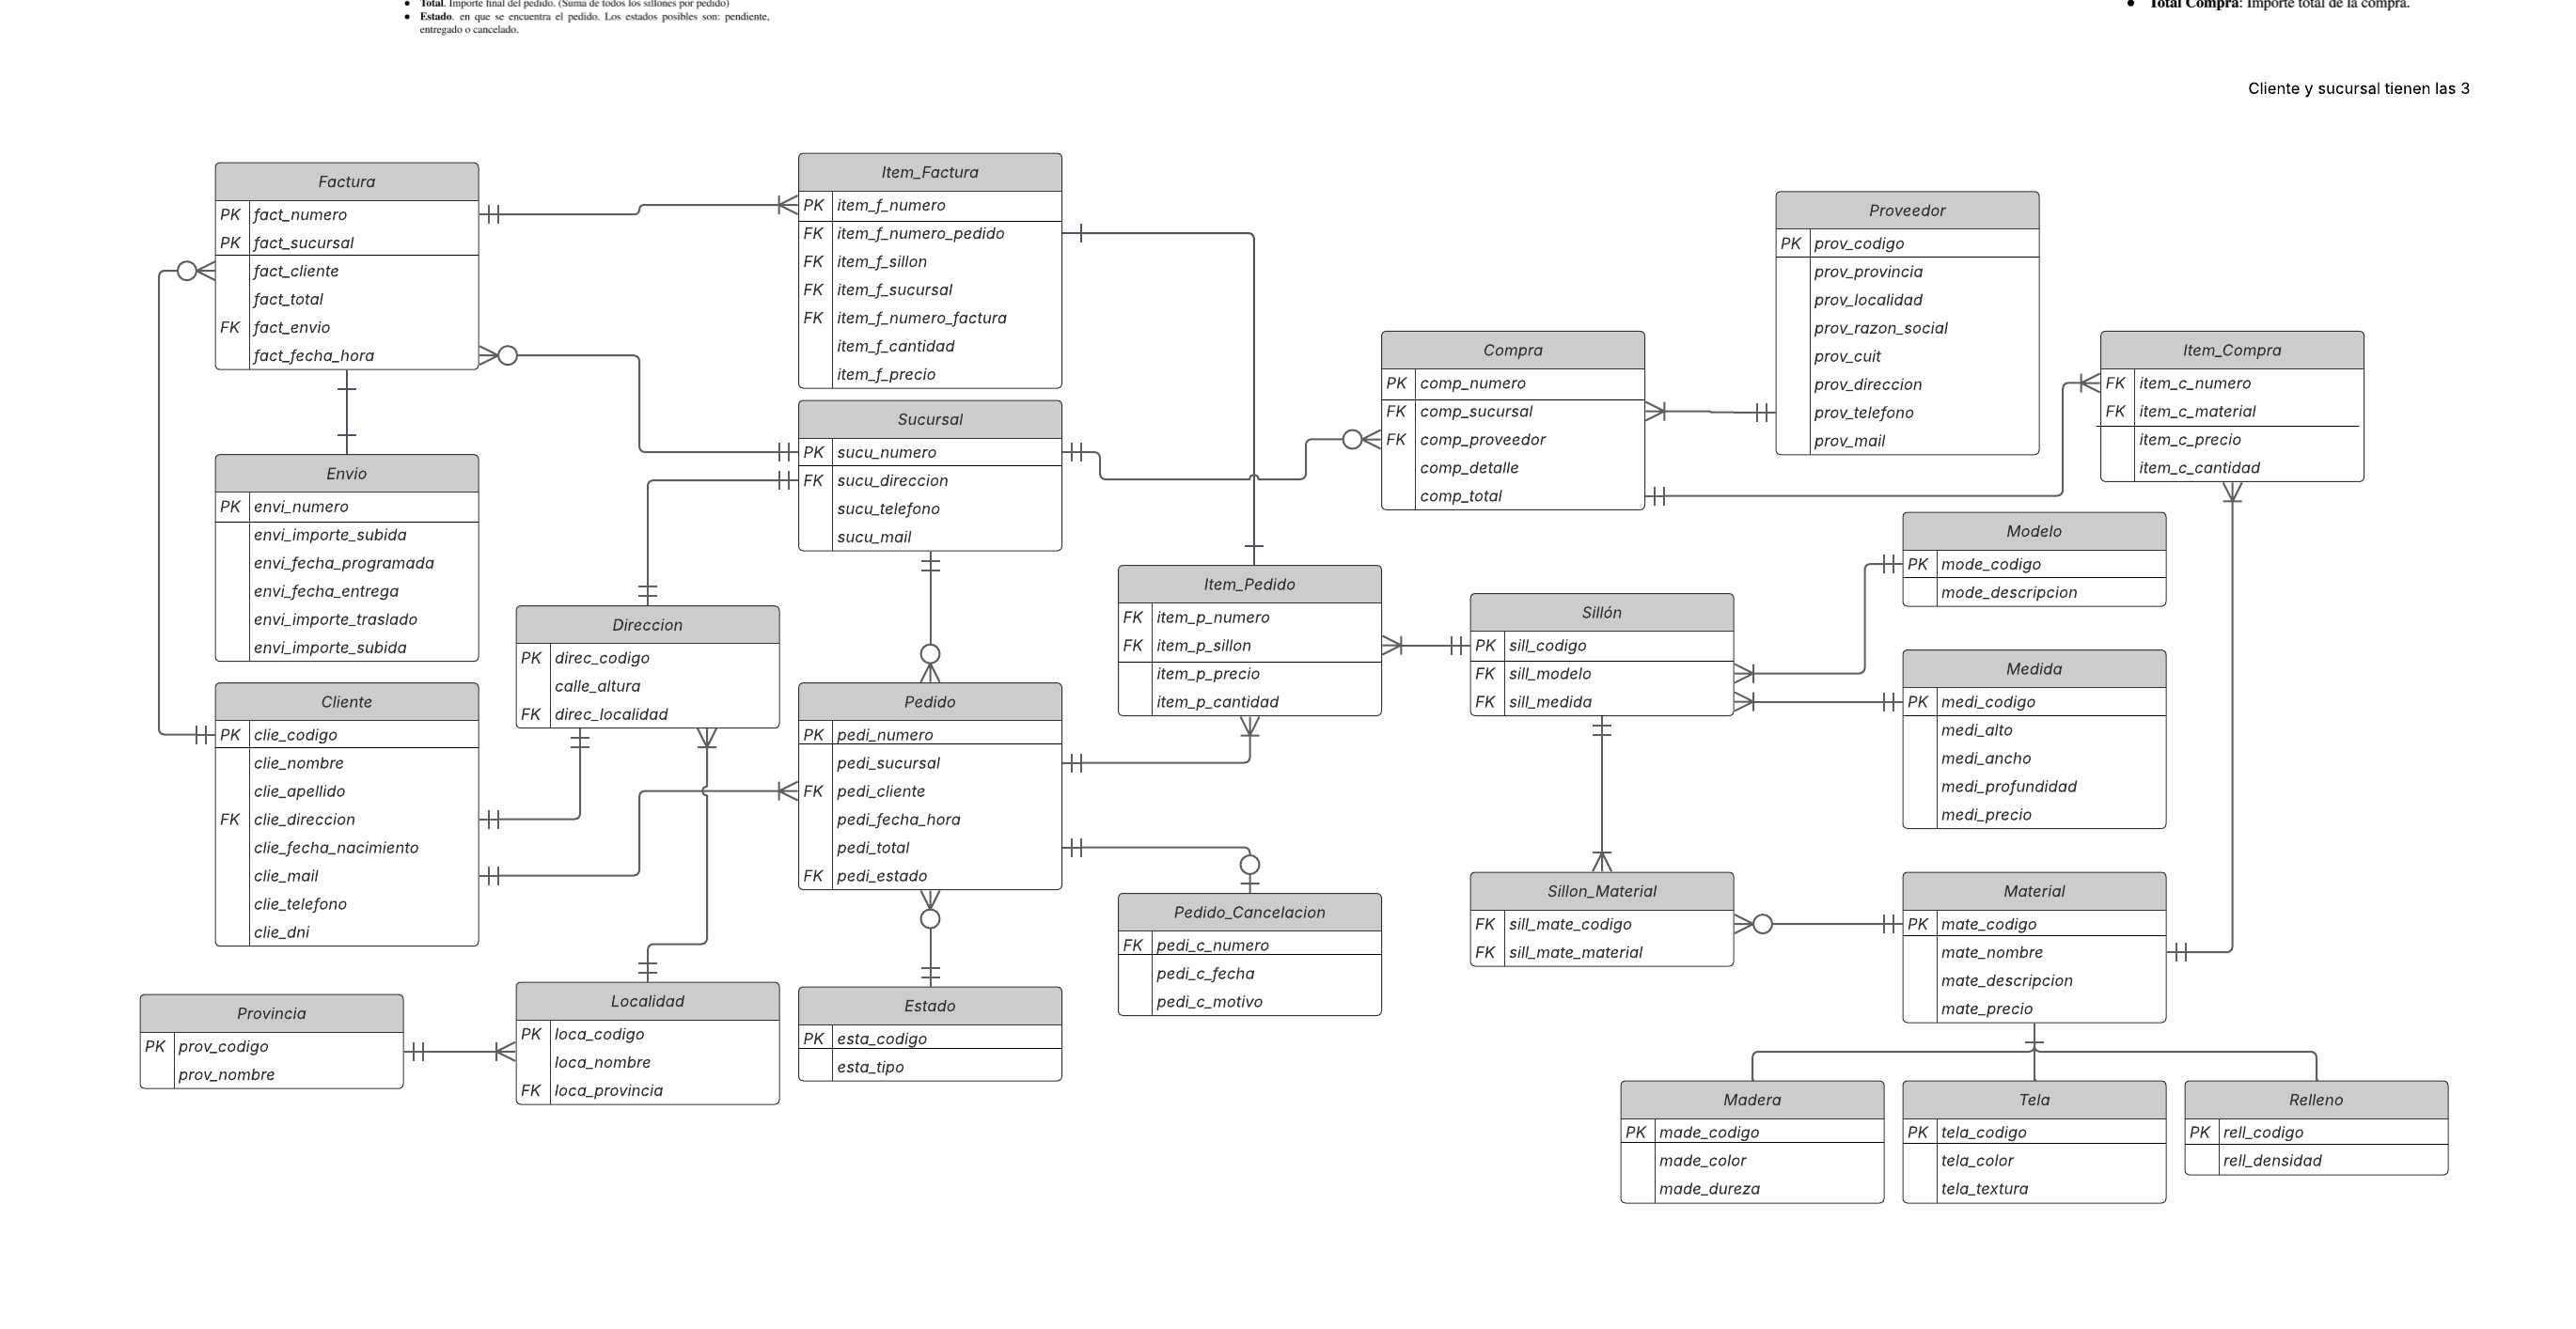 ● Total. Importe final del pedido. (Suma de todos los sillones por pedido)
● Estado. en que se encuentra el pedido. Los estados posibles son: pendiente,
entregado o cancelado.
● Total Compra: Importe total de la compra.
Cliente y sucursal tienen las 3
Factura
PK fact_numero
PK fact_sucursal
fact_cliente
fact_total
FK fact_envio
fact_fecha_hora
Item_Factura
PK item_f_numero
FK item_f_numero_pedido
FK item_f_sillon
FK item_f_sucursal
FK item_f_numero_factura
item_f_cantidad
item_f_precio
Proveedor
PK prov_codigo
prov_provincia
prov_localidad
prov_razon_social
prov_cuit
prov_direccion
prov_telefono
prov_mail
Compra
PK comp_numero
FK comp_sucursal
FK comp_proveedor
comp_detalle
comp_total
Item_Compra
FK item_c_numero
FK item_c_material
item_c_precio
item_c_cantidad
Sucursal
PK sucu_numero
FK sucu_direccion
sucu_telefono
sucu_mail
Envio
PK envi_numero
envi_importe_subida
envi_fecha_programada
envi_fecha_entrega
envi_importe_traslado
envi_importe_subida
Modelo
PK mode_codigo
mode_descripcion
Item_Pedido
FK item_p_numero
FK item_p_sillon
item_p_precio
item_p_cantidad
Sillón
PK sill_codigo
FK sill_modelo
FK sill_medida
Direccion
PK direc_codigo
calle_altura
FK direc_localidad
Medida
PK medi_codigo
medi_alto
medi_ancho
medi_profundidad
medi_precio
Cliente
PK clie_codigo
clie_nombre
clie_apellido
FK clie_direccion
clie_fecha_nacimiento
clie_mail
clie_telefono
clie_dni
Pedido
PK pedi_numero
pedi_sucursal
FK pedi_cliente
pedi_fecha_hora
pedi_total
FK pedi_estado
Pedido_Cancelacion
FK pedi_c_numero
pedi_c_fecha
pedi_c_motivo
Sillon_Material
FK sill_mate_codigo
FK sill_mate_material
Material
PK mate_codigo
mate_nombre
mate_descripcion
mate_precio
Provincia
PK prov_codigo
prov_nombre
Localidad
PK loca_codigo
loca_nombre
FK loca_provincia
Estado
PK esta_codigo
esta_tipo
Madera
PK made_codigo
made_color
made_dureza
Tela
PK tela_codigo
tela_color
tela_textura
Relleno
PK rell_codigo
rell_densidad